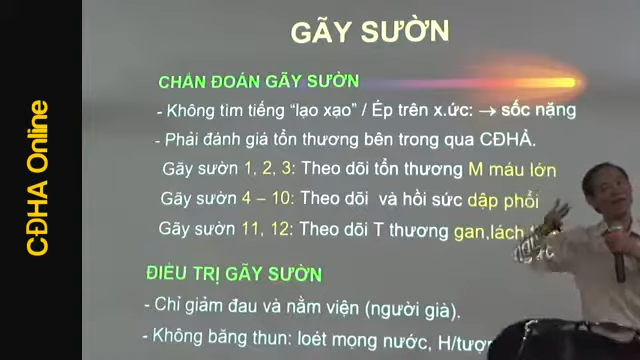 CĐHA Online
GÃY SƯỜN
CHẨN ĐOÁN GÃY SƯỜN
- Không tìm tiếng “lạo xạo” / Ép trên x.ức: → sốc nặng
- Phải đánh giá tổn thương bên trong qua CĐHẢ.
Gãy sườn 1, 2, 3: Theo dõi tổn thương M máu lớn
Gãy sườn 4 – 10: Theo dõi và hồi sức dập phổi
Gãy sườn 11, 12: Theo dõi T thương gan,lách
ĐIỀU TRỊ GÃY SƯỜN
- Chỉ giảm đau và nằm viện (người già).
- Không băng thun: loét mọng nước, H/tượng